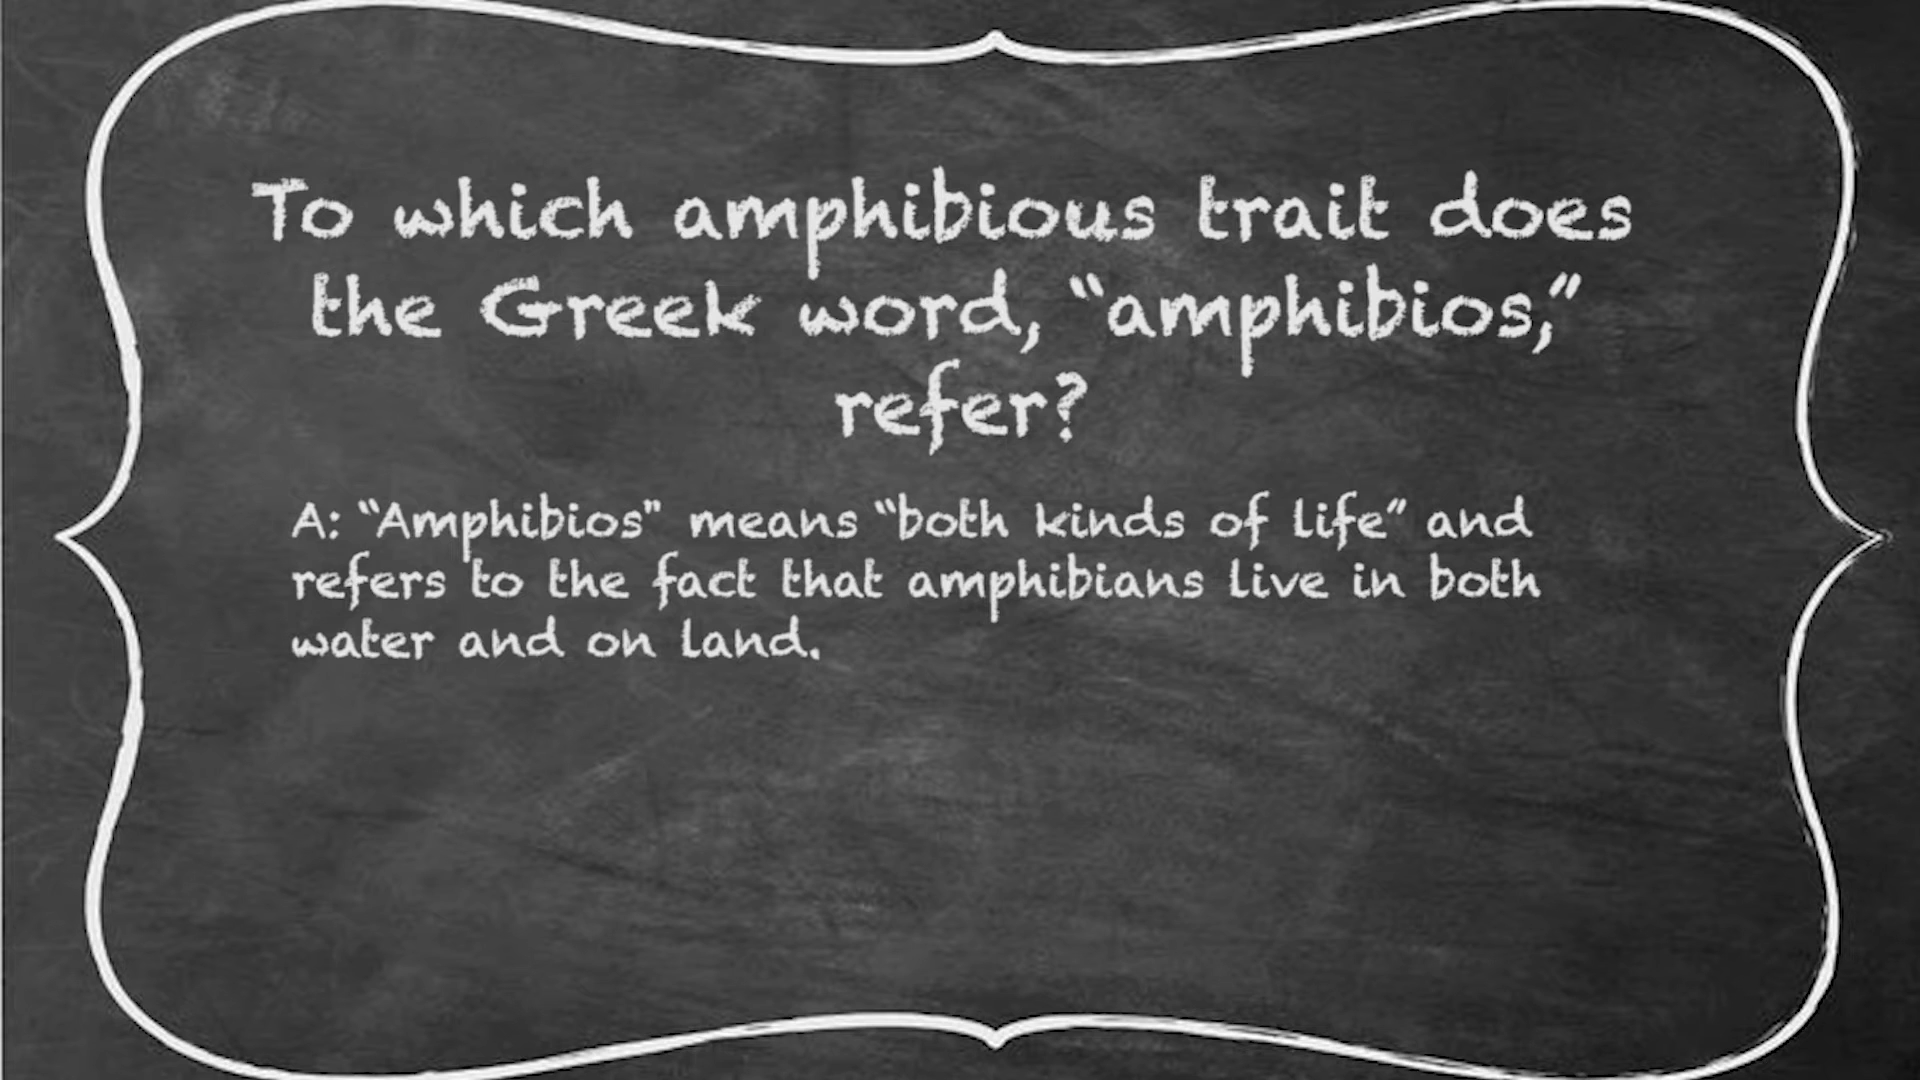 To which amphibious trait does
the Greek word, “amphibios,”
refer?
A: “Amphibios" means “both kinds of life” and
refers to the fact that amphibians live in both
water and on land.